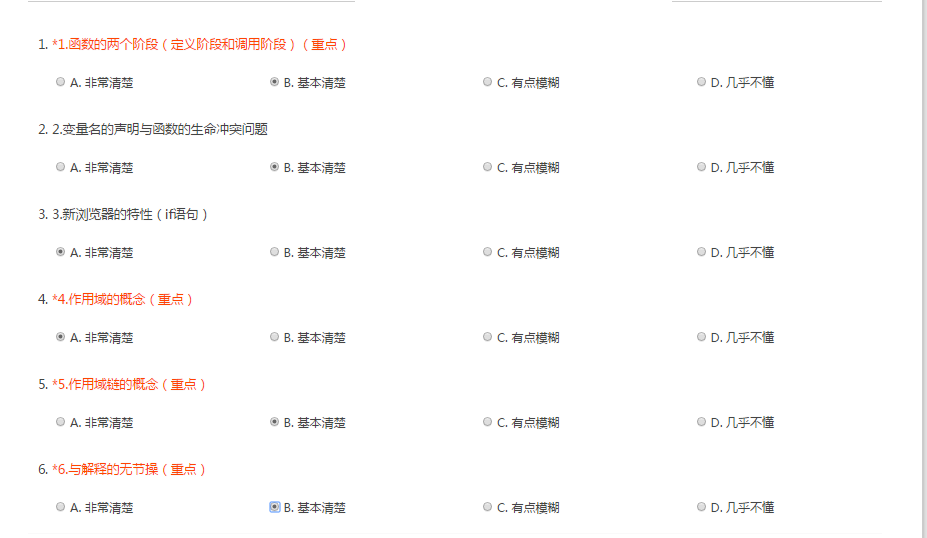 1. *1.函数的两个阶段（定义阶段和调用阶段）（重点）
A. 非常清楚 B. 基本清楚 C. 有点模糊 D. 几乎不懂
2. 2.变量名的声明与函数的生命冲突问题
A. 非常清楚 B. 基本清楚 C. 有点模糊 D. 几乎不懂
3. 3.新浏览器的特性（if语句）
A. 非常清楚 B. 基本清楚 C. 有点模糊 D. 几乎不懂
4. *4.作用域的概念（重点）
A. 非常清楚 B. 基本清楚 C. 有点模糊 D. 几乎不懂
5. *5.作用域链的概念（重点）
A. 非常清楚 B. 基本清楚 C. 有点模糊 D. 几乎不懂
6. *6.与解释的无节操（重点）
A. 非常清楚 B. 基本清楚 C. 有点模糊 D. 几乎不懂